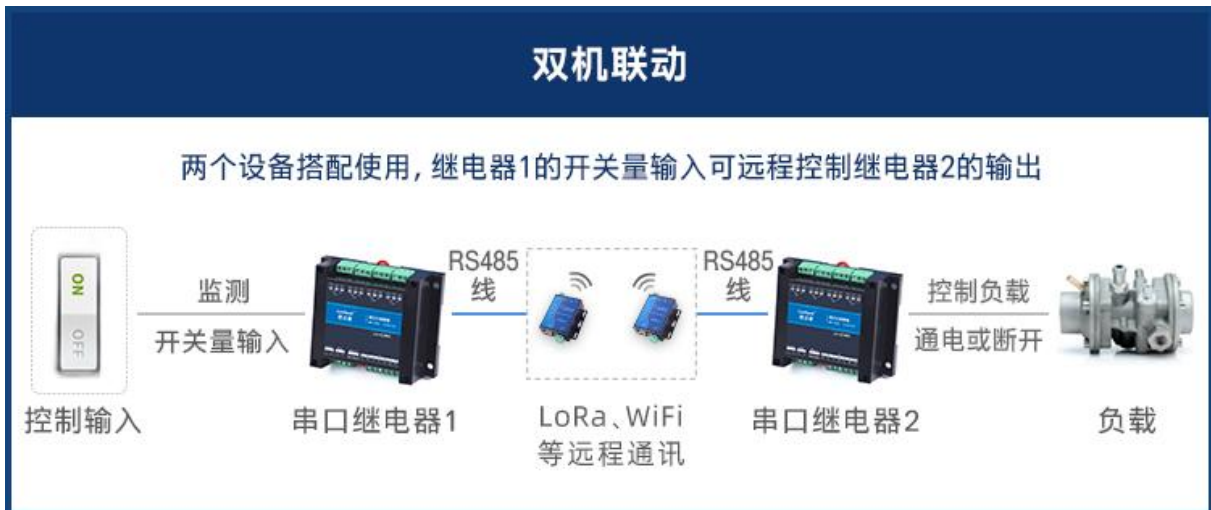 双机联动
两个设备搭配使用, 继电器1的开关量输入可远程控制继电器2的输出
ON
OFF
控制输入
监测
开关量输入
串口继电器1
RS485
线
LoRa、WiFi
等远程通讯
RS485
线
串口继电器2
控制负载
通电或断开
负载